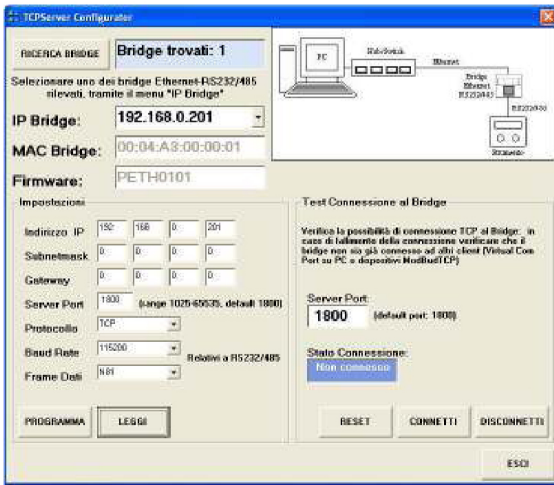 TCPServer Configurator
RICERCA BRIDGE
Bridge trovati: 1
Selezionare uno dei bridge Ethernet-RS232/485
rilevati, tramite il menu "IP Bridge"
IP Bridge: 192.168.0.201
MAC Bridge: 00:04:A3:00:00:01
Firmware: PETH0101
PC
Hub/Switch
Ethernet
Bridge
Ethernet
RS232/485
RS232/485
Strumento
Impostazioni
Indirizzo IP 192 168 0 201
Subnetmask 0 0 0 0
Gateway 0 0 0 0
Server Port 1800 (range 1025-65535, default 1800)
Protocollo TCP
Baud Rate 115200
Relativi a RS232/485
Frame Dati N81
PROGRAMMA LEGGI
Test Connessione al Bridge
Verifica la possibilità di connessione TCP al Bridge; in
caso di fallimento della connessione verificare che il
bridge non sia già connesso ad altri client (Virtual Com
Port su PC o dispositivi ModBudTCP)
Server Port:
1800 (default port: 1800)
Stato Connessione:
Non connesso
RESET CONNETTI DISCONNETTI
ESCI